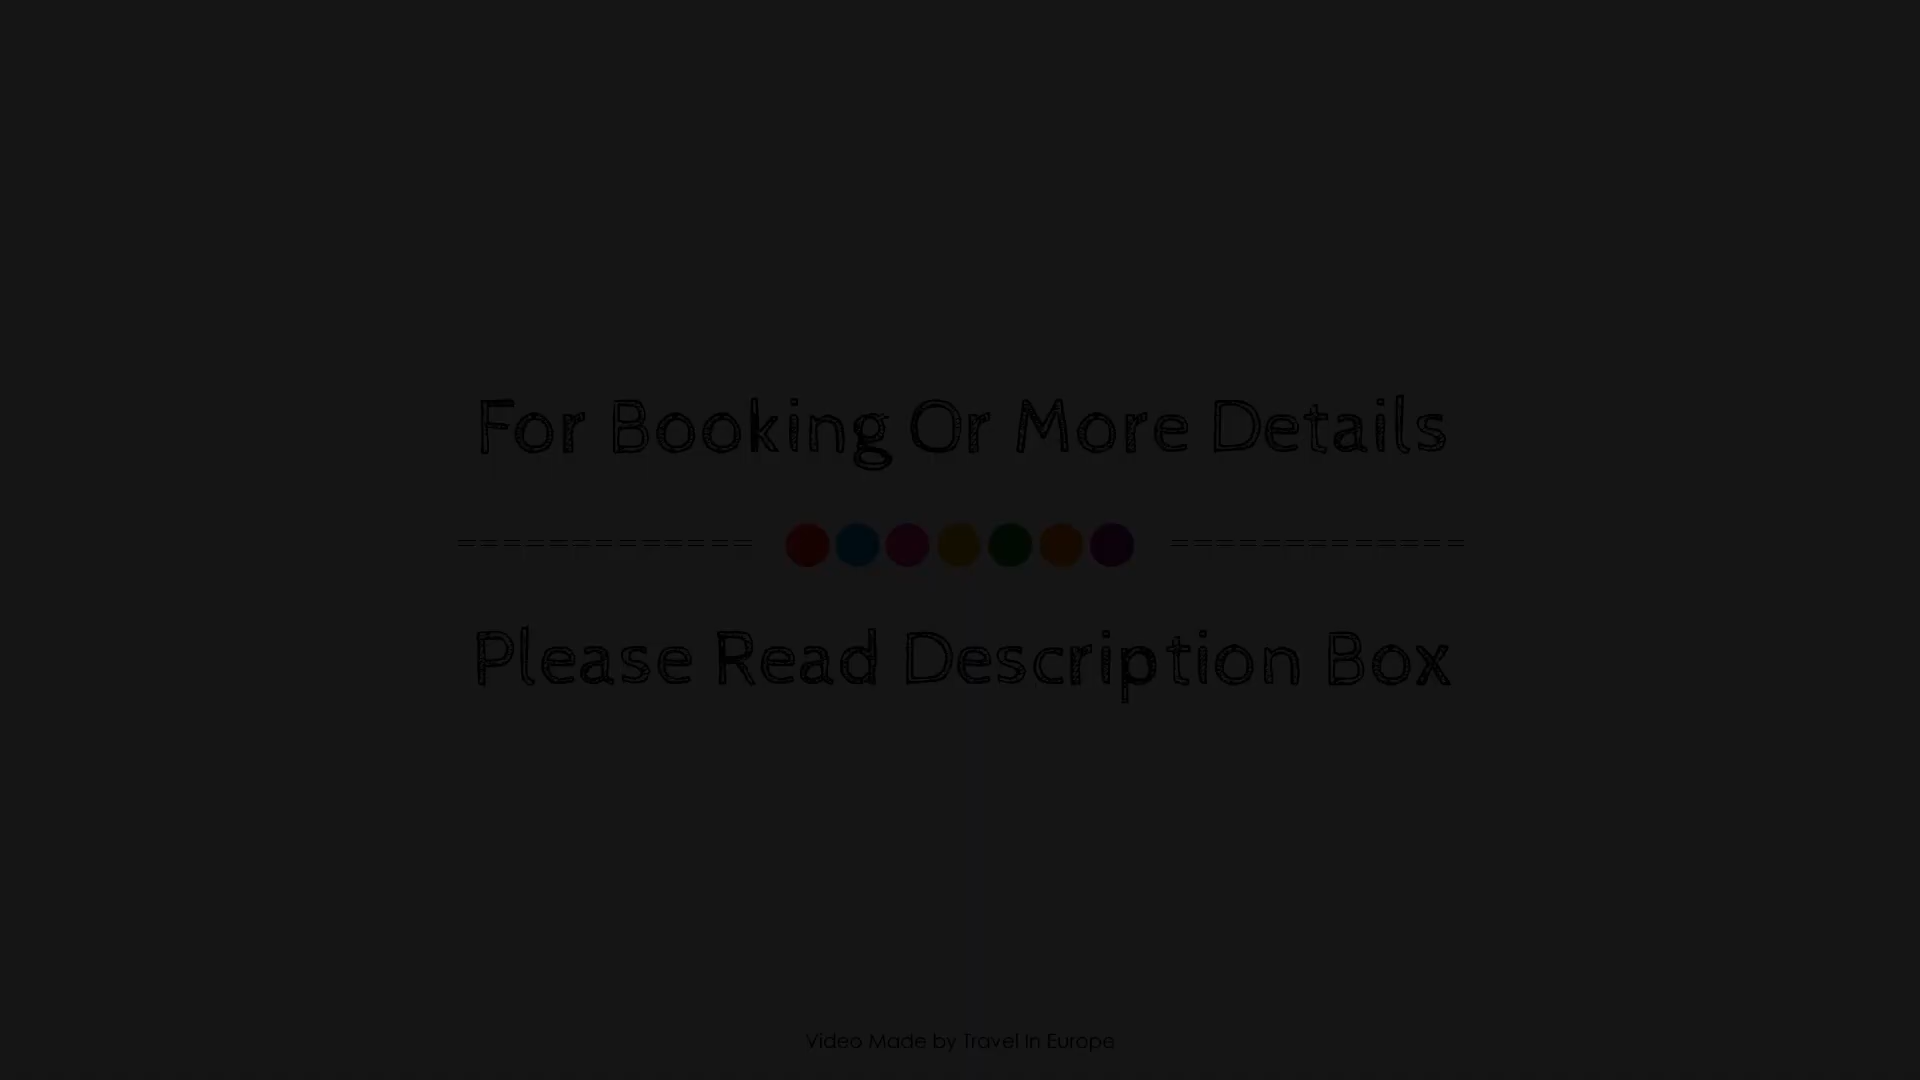 For Booking Or More Details
============= =============
Please Read Description Box
Video Made by Travel In Europe